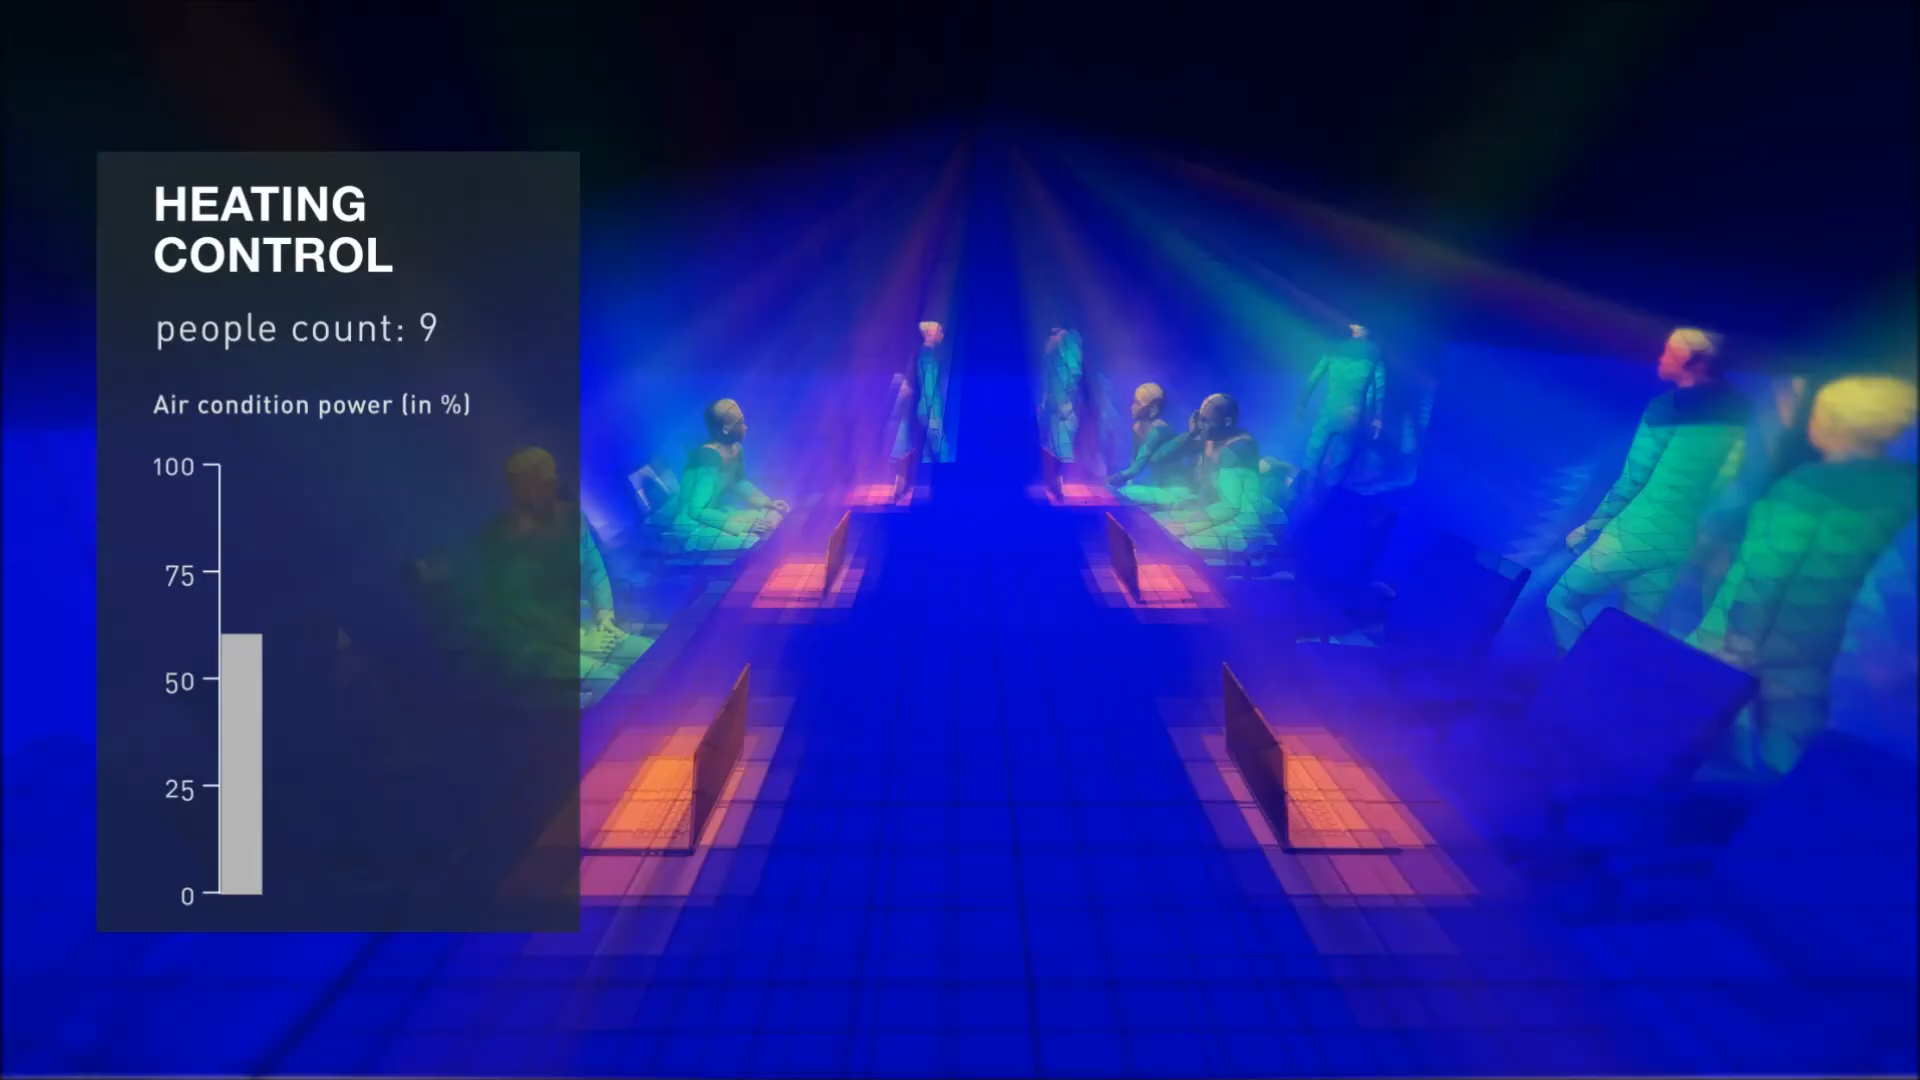 HEATING
CONTROL
people count: 9
Air condition power (in %)
100
75
50
25
0